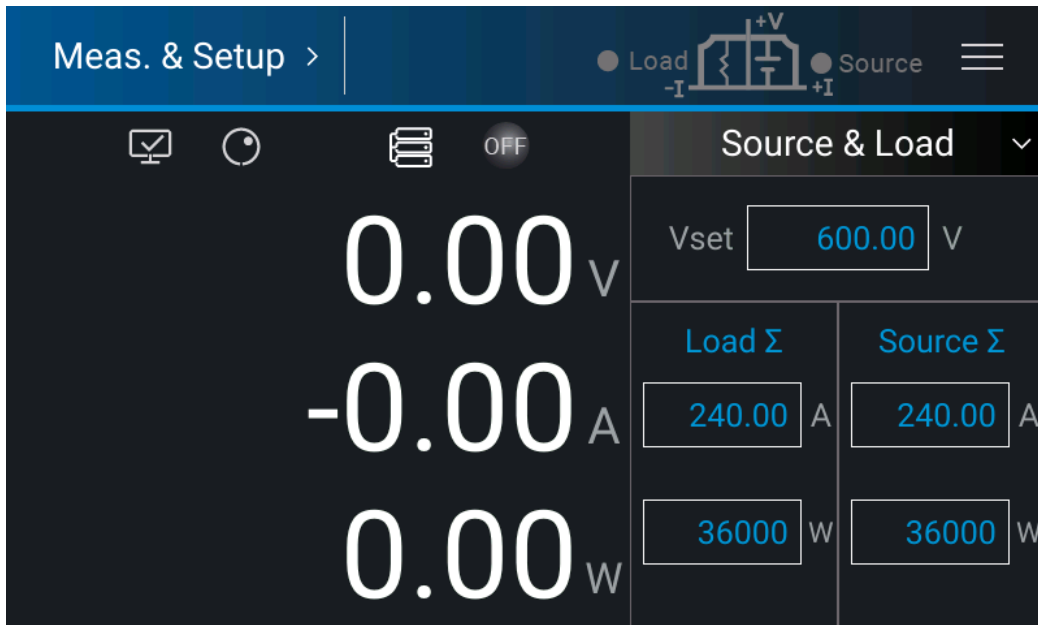 Meas. & Setup >
+V
Load
Source
-I
+I
OFF
Source & Load
0.00 V
Vset 600.00 V
-0.00 A
Load Σ
Source Σ
240.00 A
240.00 A
0.00 W
36000 W
36000 W